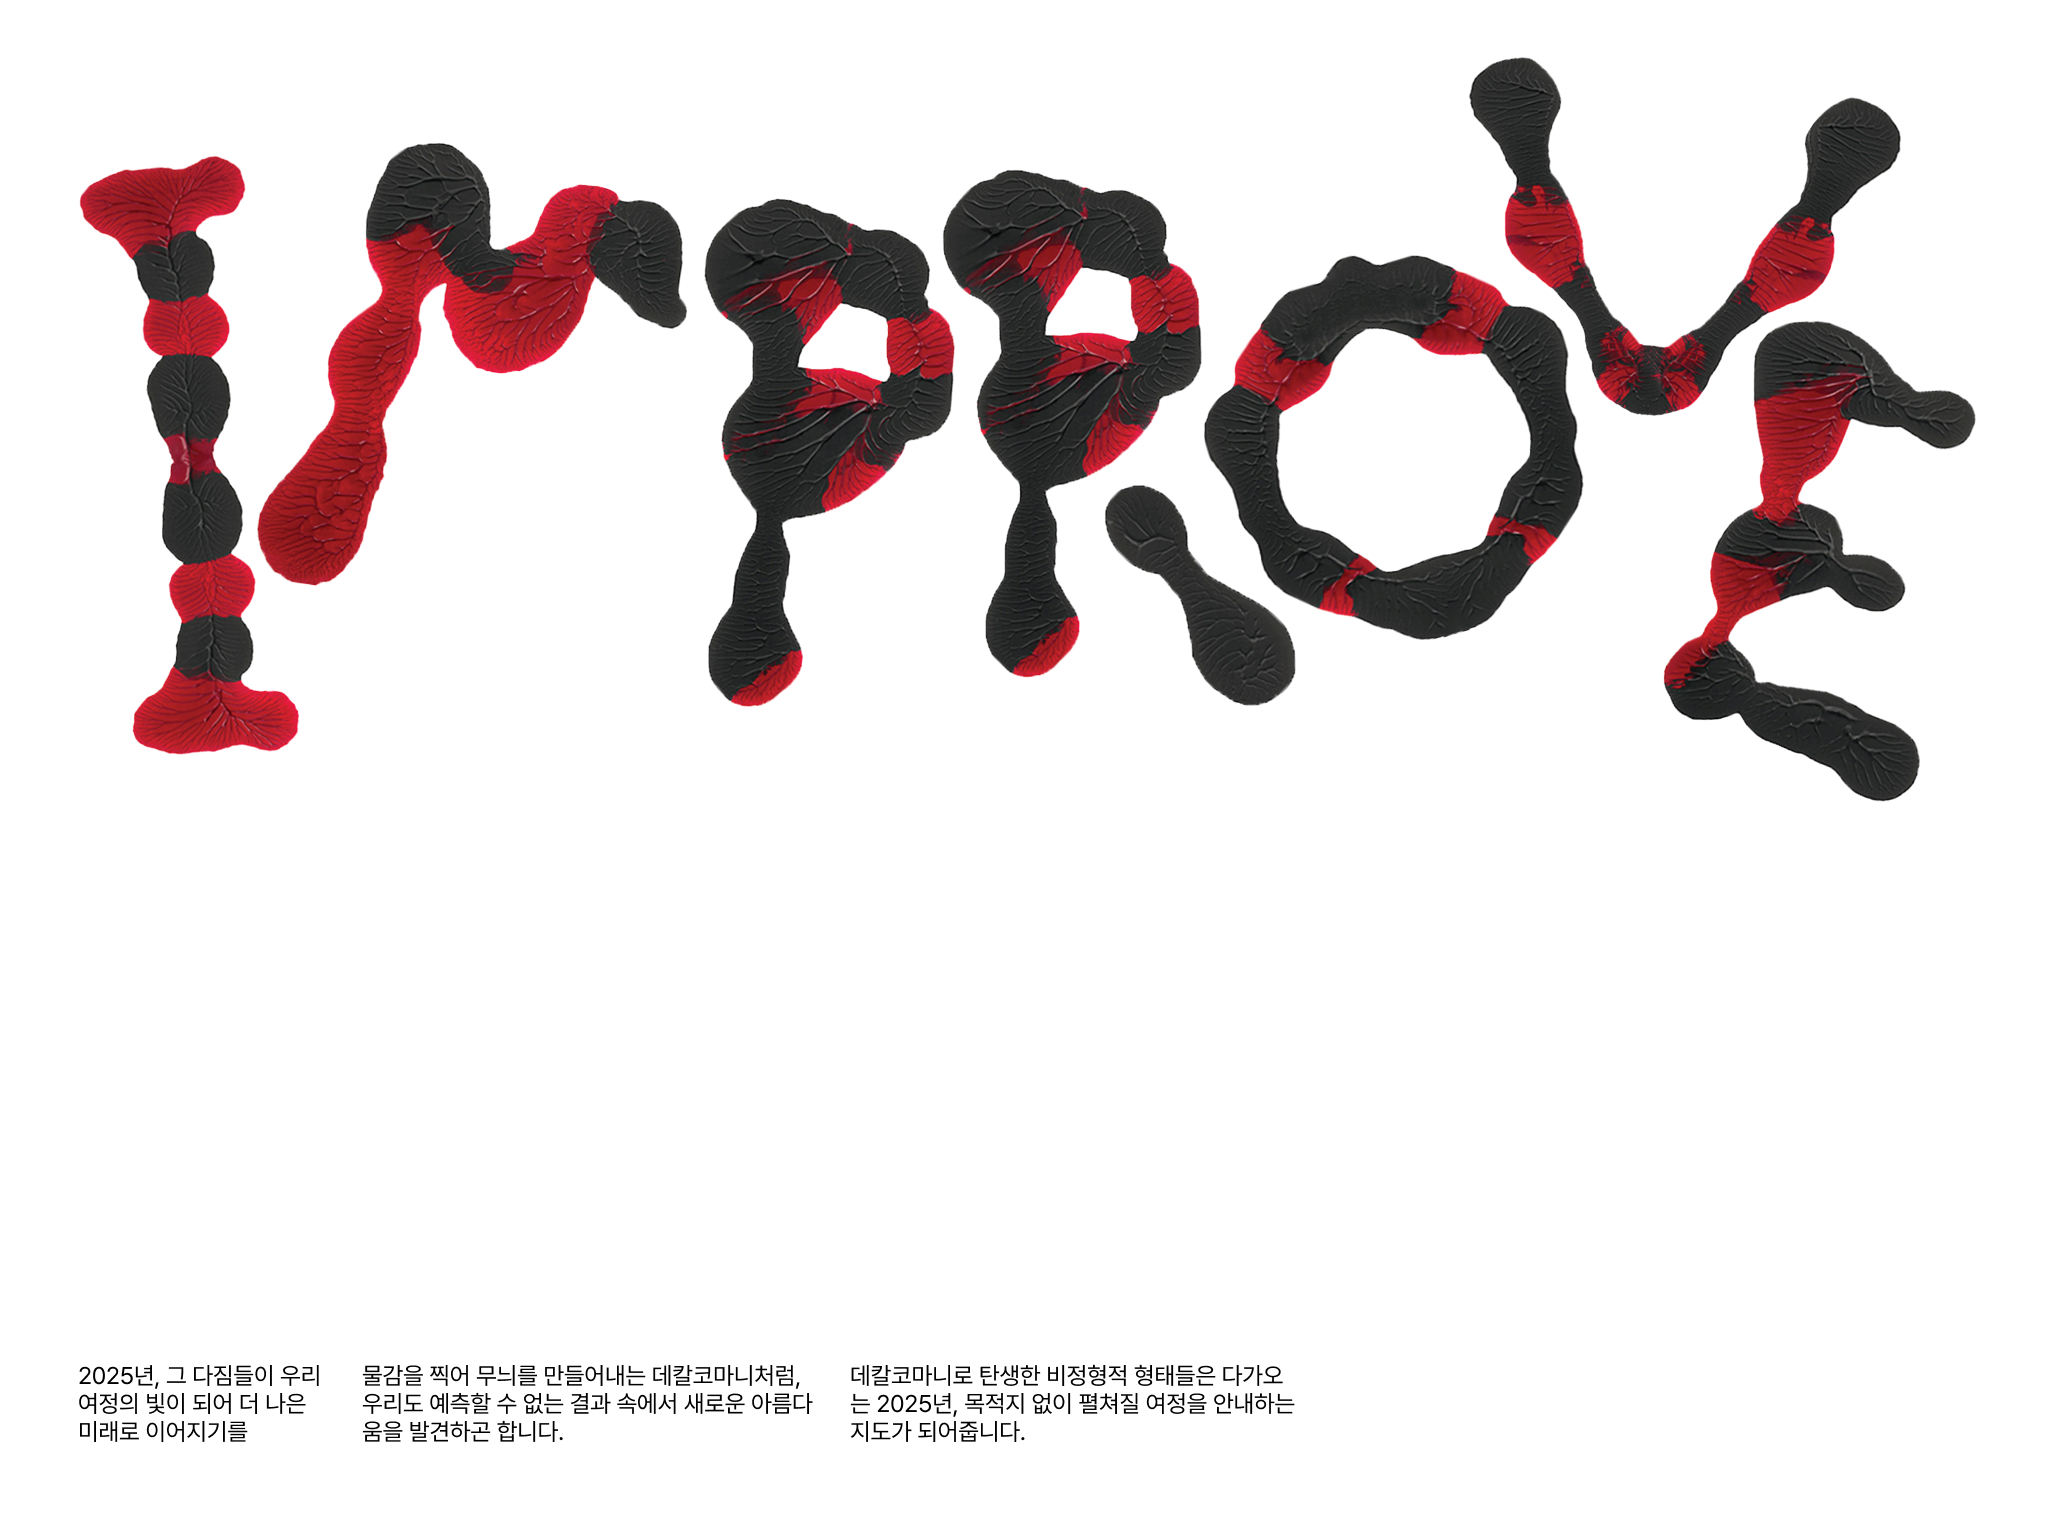 IMPROVE
2025년, 그 다짐들이 우리
여정의 빛이 되어 더 나은
미래로 이어지기를
물감을 찍어 무늬를 만들어내는 데칼코마니처럼,
우리도 예측할 수 없는 결과 속에서 새로운 아름다
움을 발견하곤 합니다.
데칼코마니로 탄생한 비정형적 형태들은 다가오
는 2025년, 목적지 없이 펼쳐질 여정을 안내하는
지도가 되어줍니다.